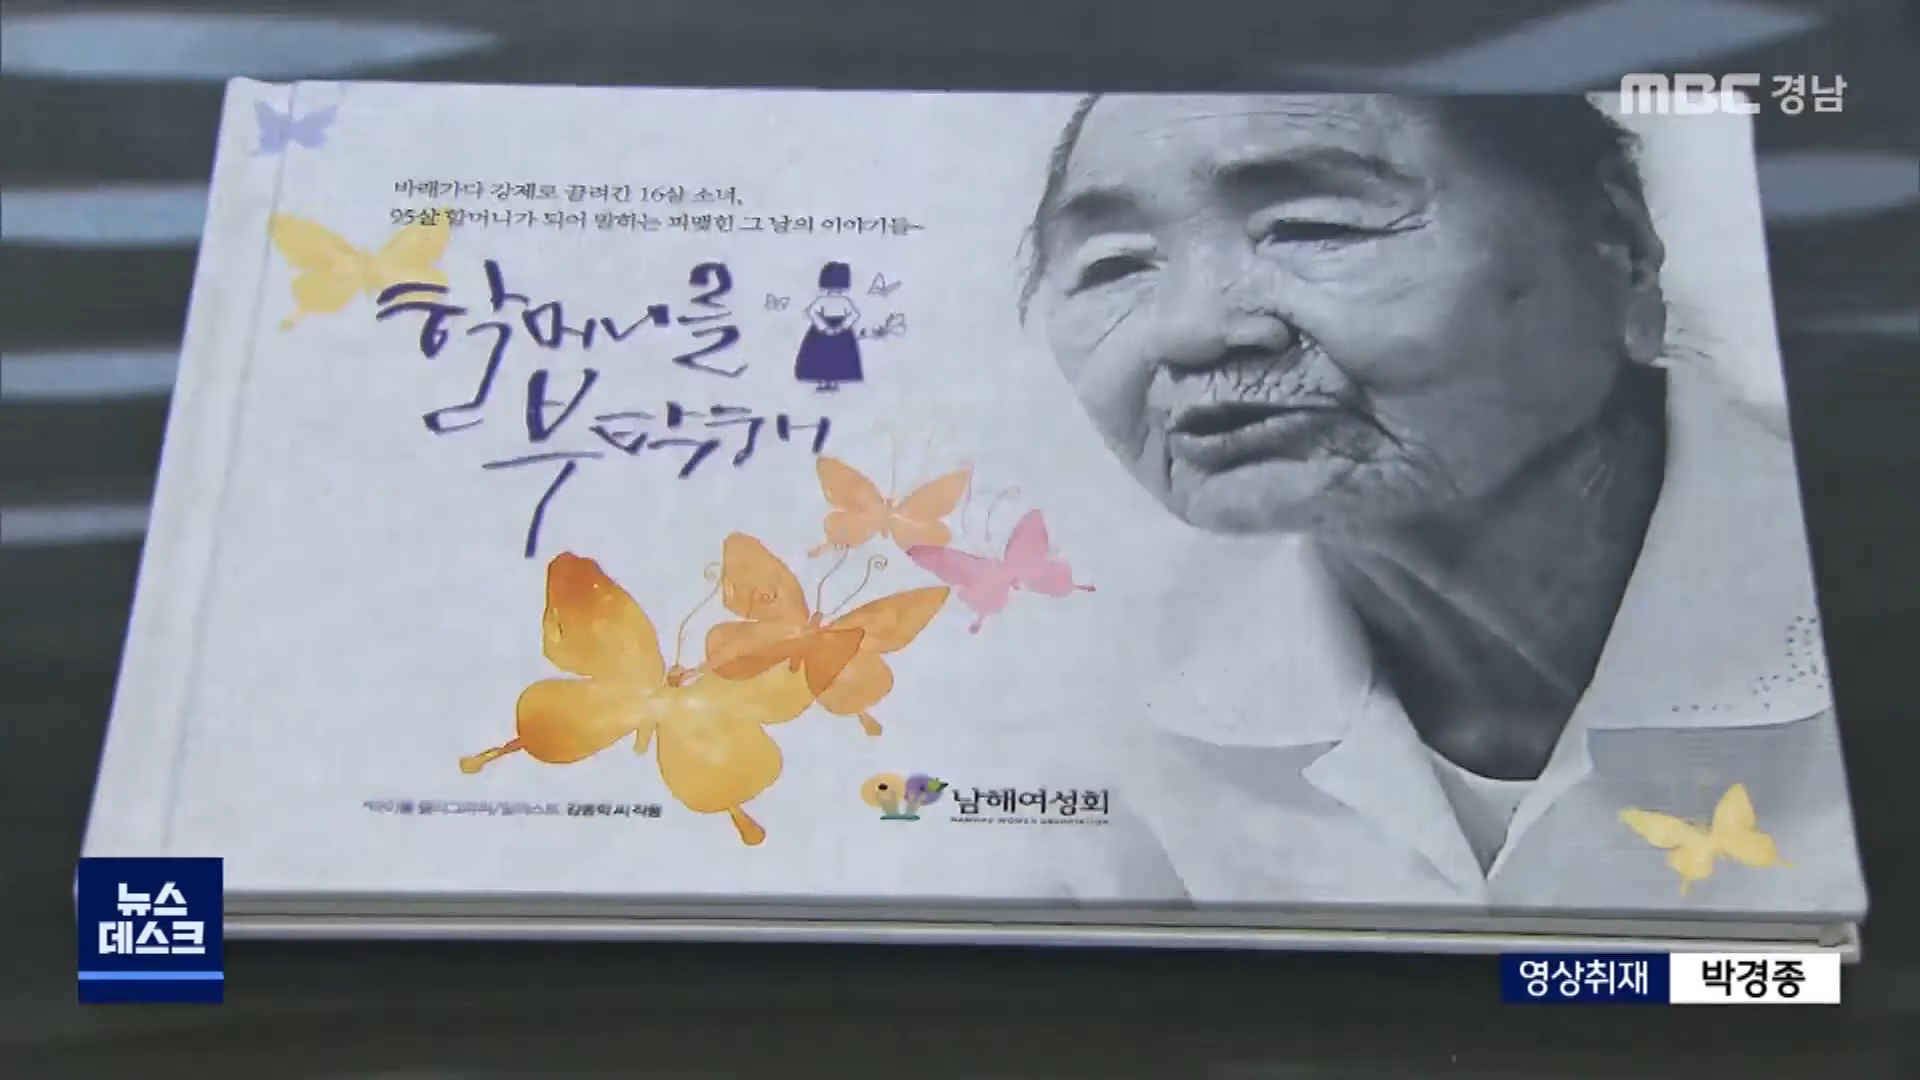 MBC 경남
바래가다 강제로 끌려간 16살 소녀,
95살 할머니가 되어 말하는 피맺힌 그 날의 이야기들~
할머니를
부탁해
남해여성회
NAMHAE WOMEN ASSOCIATION
뉴스
데스크
영상취재 박경종